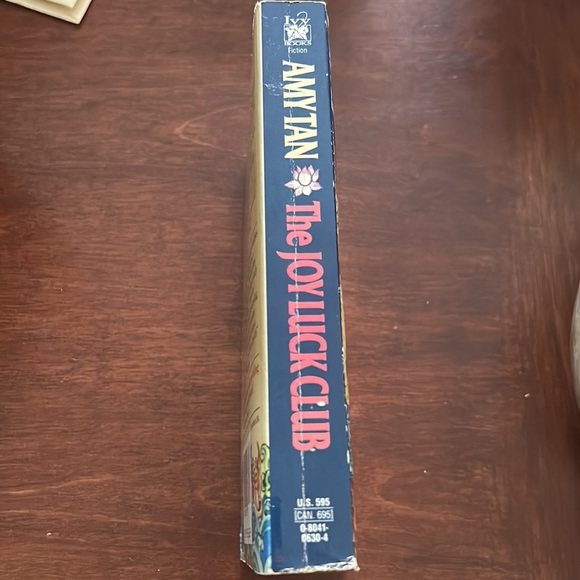 Ivy
BOOKS
Fiction
AMY TAN
The JOY LUCK CLUB
U.S. 595
CAN. 695
0-8041-
0630-4